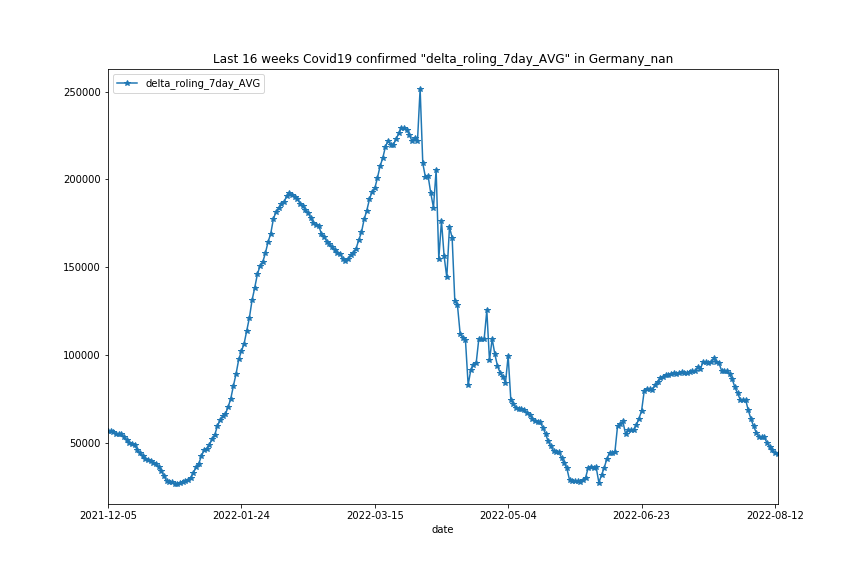 Last 16 weeks Covid19 confirmed "delta_roling_7day_AVG" in Germany_nan
delta_roling_7day_AVG
250000
200000
150000
100000
50000
2021-12-05 2022-01-24 2022-03-15 2022-05-04 2022-06-23 2022-08-12
date